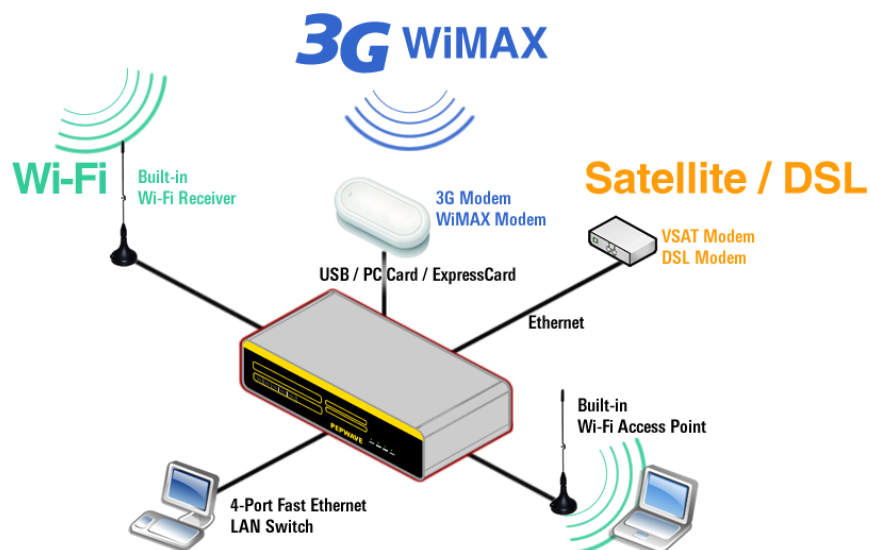 3G WiMAX
Wi-Fi
Built-in
Wi-Fi Receiver
3G Modem
WiMAX Modem
Satellite / DSL
VSAT Modem
DSL Modem
USB / PC Card / ExpressCard
Ethernet
PEPWAVE
Built-in
Wi-Fi Access Point
4-Port Fast Ethernet
LAN Switch